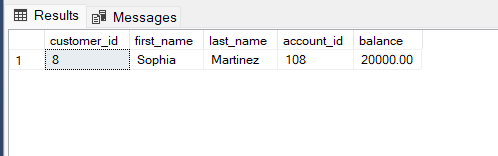 Results Messages
customer_id first_name last_name account_id balance
1 8 Sophia Martinez 108 20000.00